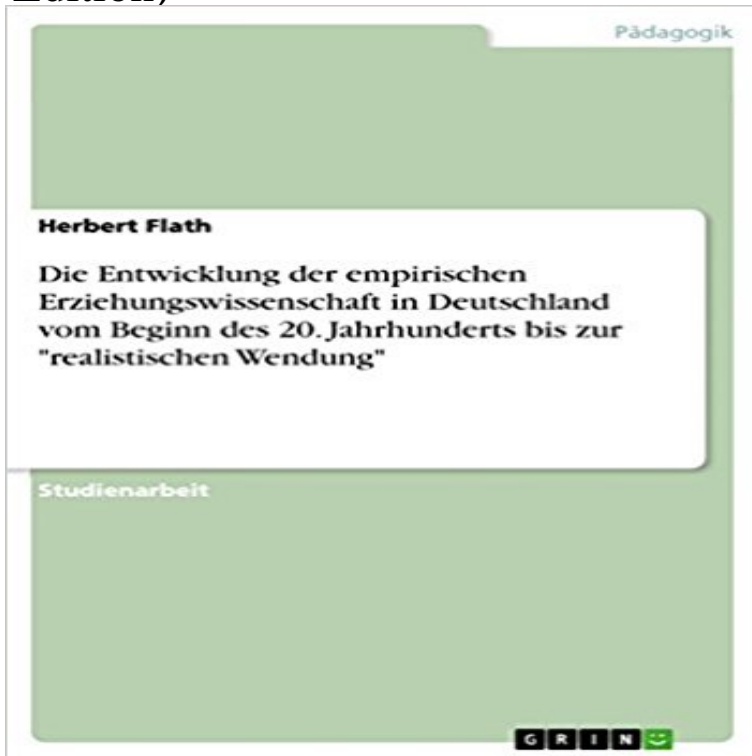 Edition)
Pädagogik
Herbert Flath
Die Entwicklung der empirischen
Erziehungswissenschaft in Deutschland
vom Beginn des 20. Jahrhunderts bis zur
"realistischen Wendung"
Studienarbeit
GRIN